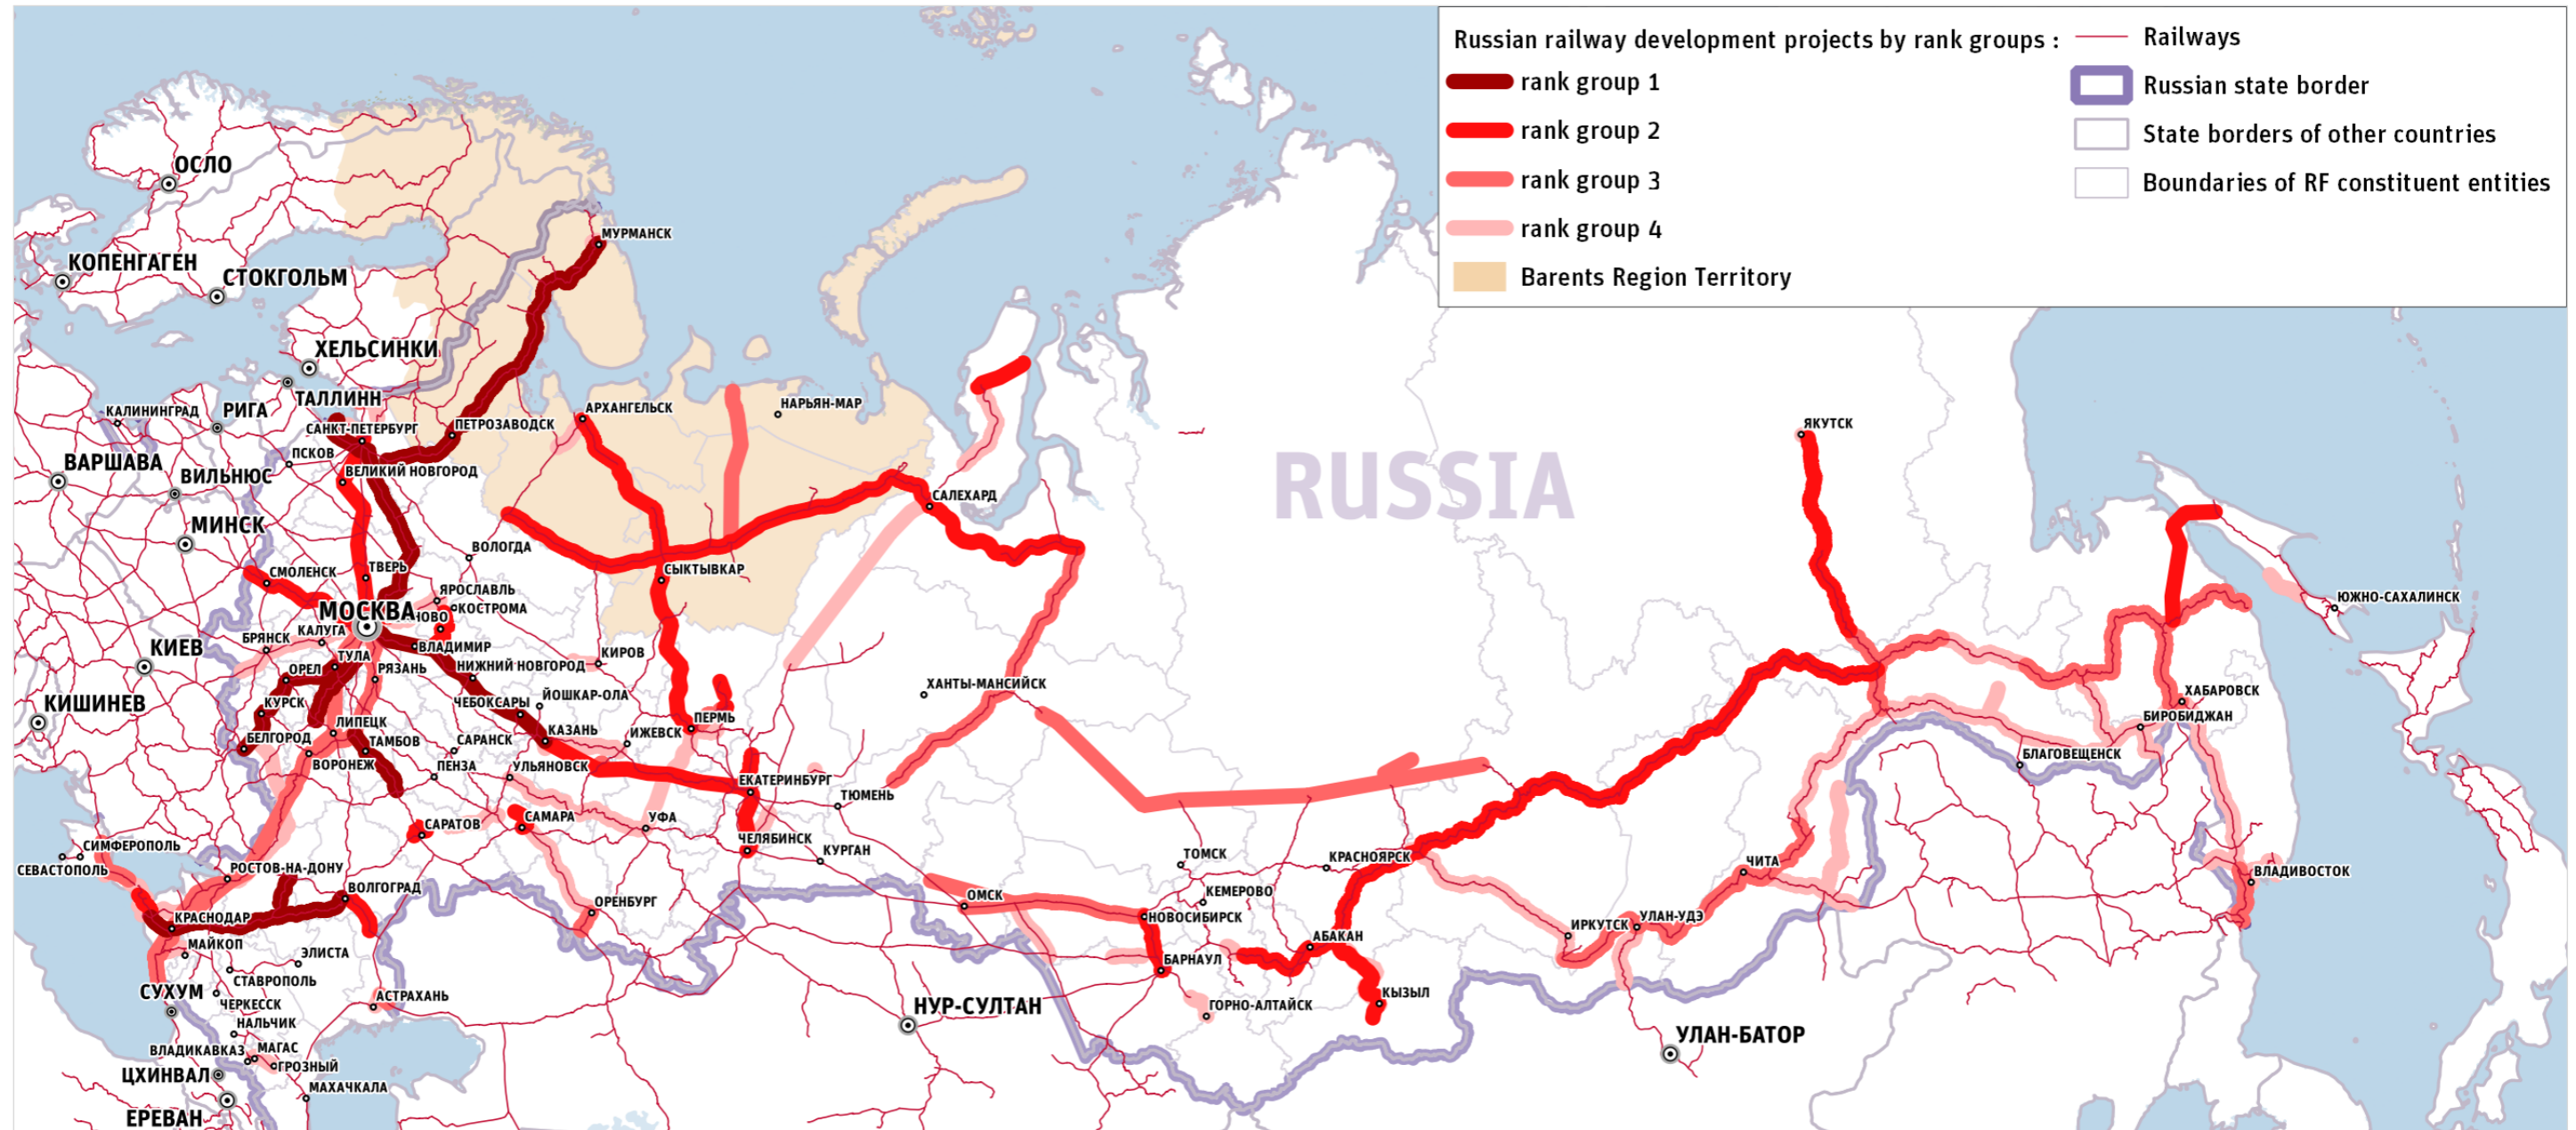 Russian railway development projects by rank groups :
rank group 1
rank group 2
rank group 3
rank group 4
Barents Region Territory
Railways
Russian state border
State borders of other countries
Boundaries of RF constituent entities
ОСЛО
МУРМАНСК
КОПЕНГАГЕН
СТОКГОЛЬМ
ХЕЛЬСИНКИ
ТАЛЛИНН
КАЛИНИНГРАД
РИГА
САНКТ-ПЕТЕРБУРГ
ПЕТРОЗАВОДСК
АРХАНГЕЛЬСК
НАРЬЯН-МАР
ЯКУТСК
ПСКОВ
ВАРШАВА
ВИЛЬНЮС
ВЕЛИКИЙ НОВГОРОД
RUSSIA
САЛЕХАРД
МИНСК
ВОЛОГДА
СМОЛЕНСК
ТВЕРЬ
СЫКТЫВКАР
ЯРОСЛАВЛЬ
МОСКВА
КОСТРОМА
НОВО
ЮЖНО-САХАЛИНСК
БРЯНСК
КАЛУГА
КИЕВ
ВЛАДИМИР
ТУЛА
КИРОВ
ОРЕЛ
РЯЗАНЬ
НИЖНИЙ НОВГОРОД
ХАНТЫ-МАНСИЙСК
ХАБАРОВСК
КИШИНЕВ
КУРСК
ЧЕБОКСАРЫ
ЙОШКАР-ОЛА
ПЕРМЬ
БИРОБИДЖАН
ЛИПЕЦК
БЕЛГОРОД
ТАМБОВ
САРАНСК
КАЗАНЬ
ИЖЕВСК
БЛАГОВЕЩЕНСК
ВОРОНЕЖ
ПЕНЗА
УЛЬЯНОВСК
ЕКАТЕРИНБУРГ
ТЮМЕНЬ
САРАТОВ
САМАРА
УФА
ЧЕЛЯБИНСК
СИМФЕРОПОЛЬ
КУРГАН
ТОМСК
КРАСНОЯРСК
ЧИТА
СЕВАСТОПОЛЬ
РОСТОВ-НА-ДОНУ
ВЛАДИВОСТОК
ВОЛГОГРАД
ОМСК
КЕМЕРОВО
КРАСНОДАР
ОРЕНБУРГ
НОВОСИБИРСК
ИРКУТСК
УЛАН-УДЭ
МАЙКОП
АБАКАН
ЭЛИСТА
БАРНАУЛ
СТАВРОПОЛЬ
СУХУМ
АСТРАХАНЬ
КЫЗЫЛ
ЧЕРКЕССК
НУР-СУЛТАН
ГОРНО-АЛТАЙСК
НАЛЬЧИК
УЛАН-БАТОР
ВЛАДИКАВКАЗ
МАГАС
ГРОЗНЫЙ
ЦХИНВАЛ
МАХАЧКАЛА
ЕРЕВАН